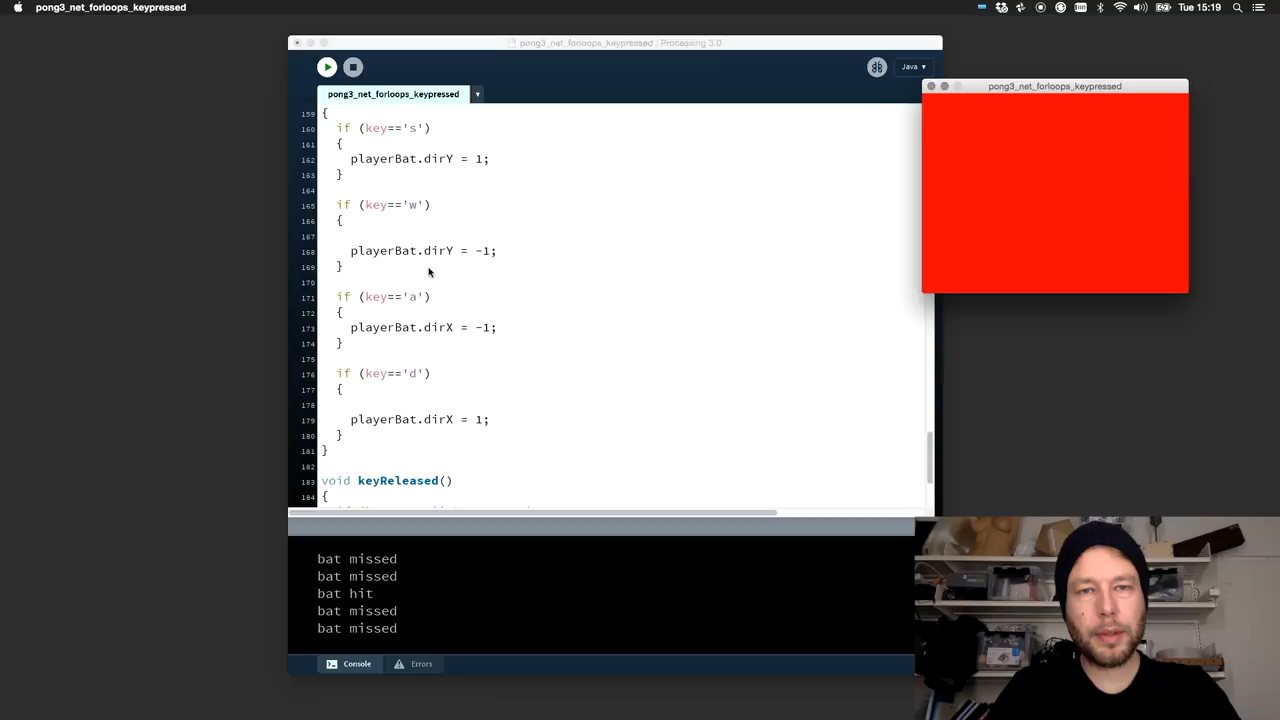 pong3_net_forloops_keypressed
Tue 15:19
pong3_net_forloops_keypressed | Processing 3.0
Java ▾
pong3_net_forloops_keypressed
pong3_net_forloops_keypressed
159 {
160 if (key=='s')
161 {
162 playerBat.dirY = 1;
163 }
164
165 if (key=='w')
166 {
167
168 playerBat.dirY = -1;
169 }
170
171 if (key=='a')
172 {
173 playerBat.dirX = -1;
174 }
175
176 if (key=='d')
177 {
178
179 playerBat.dirX = 1;
180 }
181 }
182
183 void keyReleased()
184 {
bat missed
bat missed
bat hit
bat missed
bat missed
Console
Errors